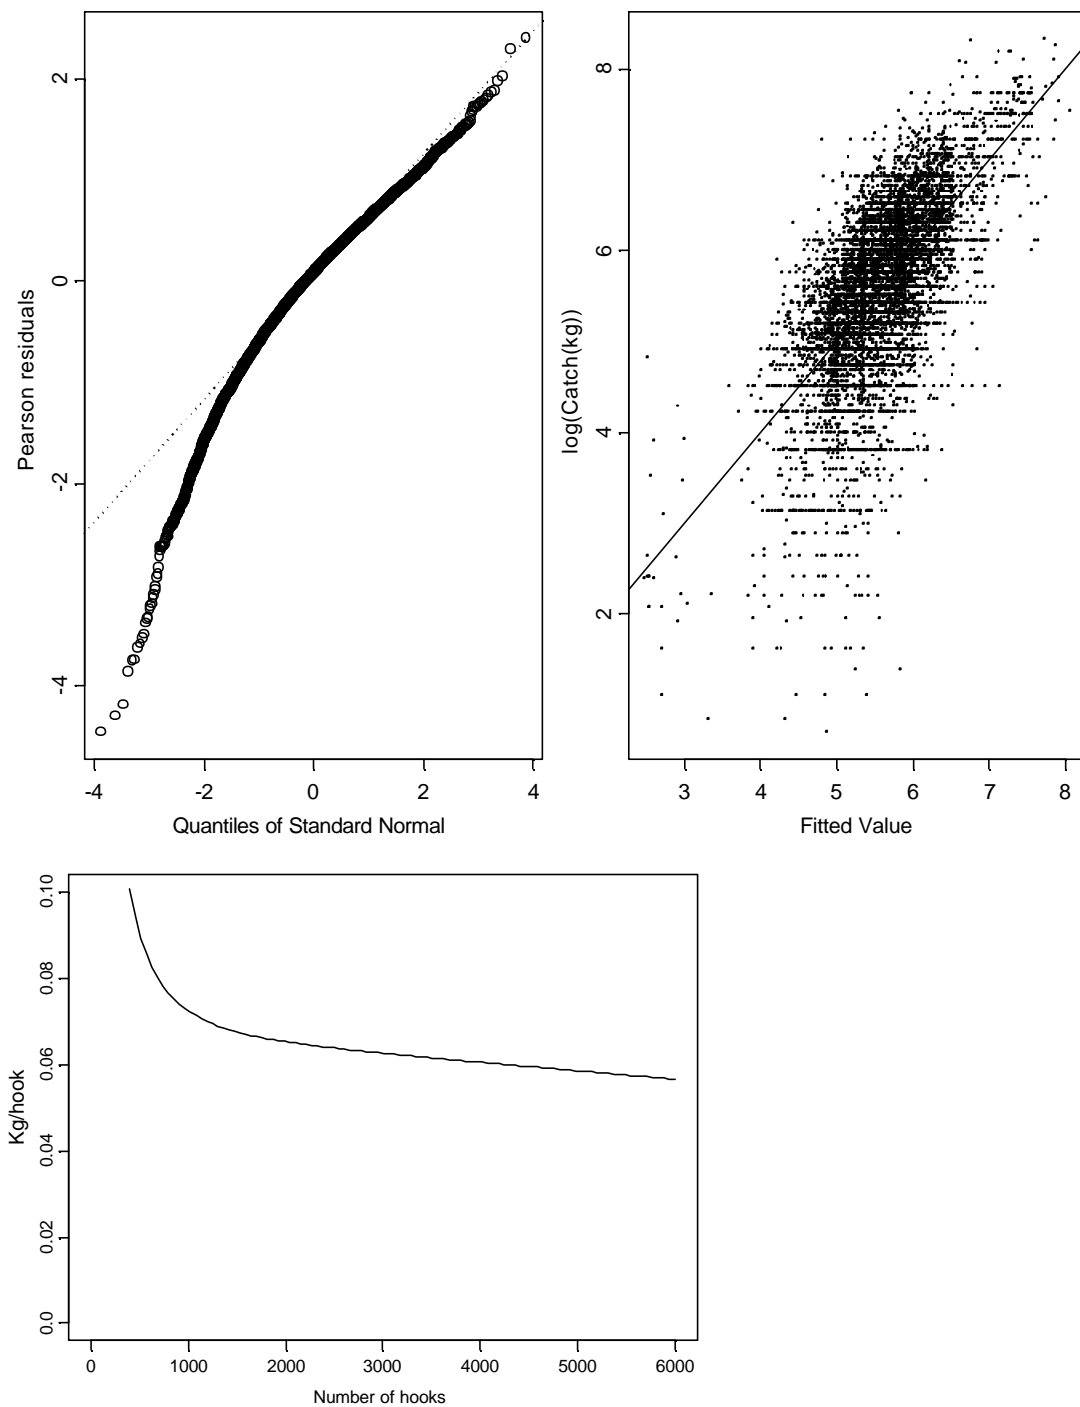 Pearson residuals
2
0
-2
-4
-4 -2 0 2 4
Quantiles of Standard Normal
log(Catch(kg))
8
6
4
2
3 4 5 6 7 8
Fitted Value
Kg/hook
0.10
0.08
0.06
0.04
0.02
0.0
0 1000 2000 3000 4000 5000 6000
Number of hooks